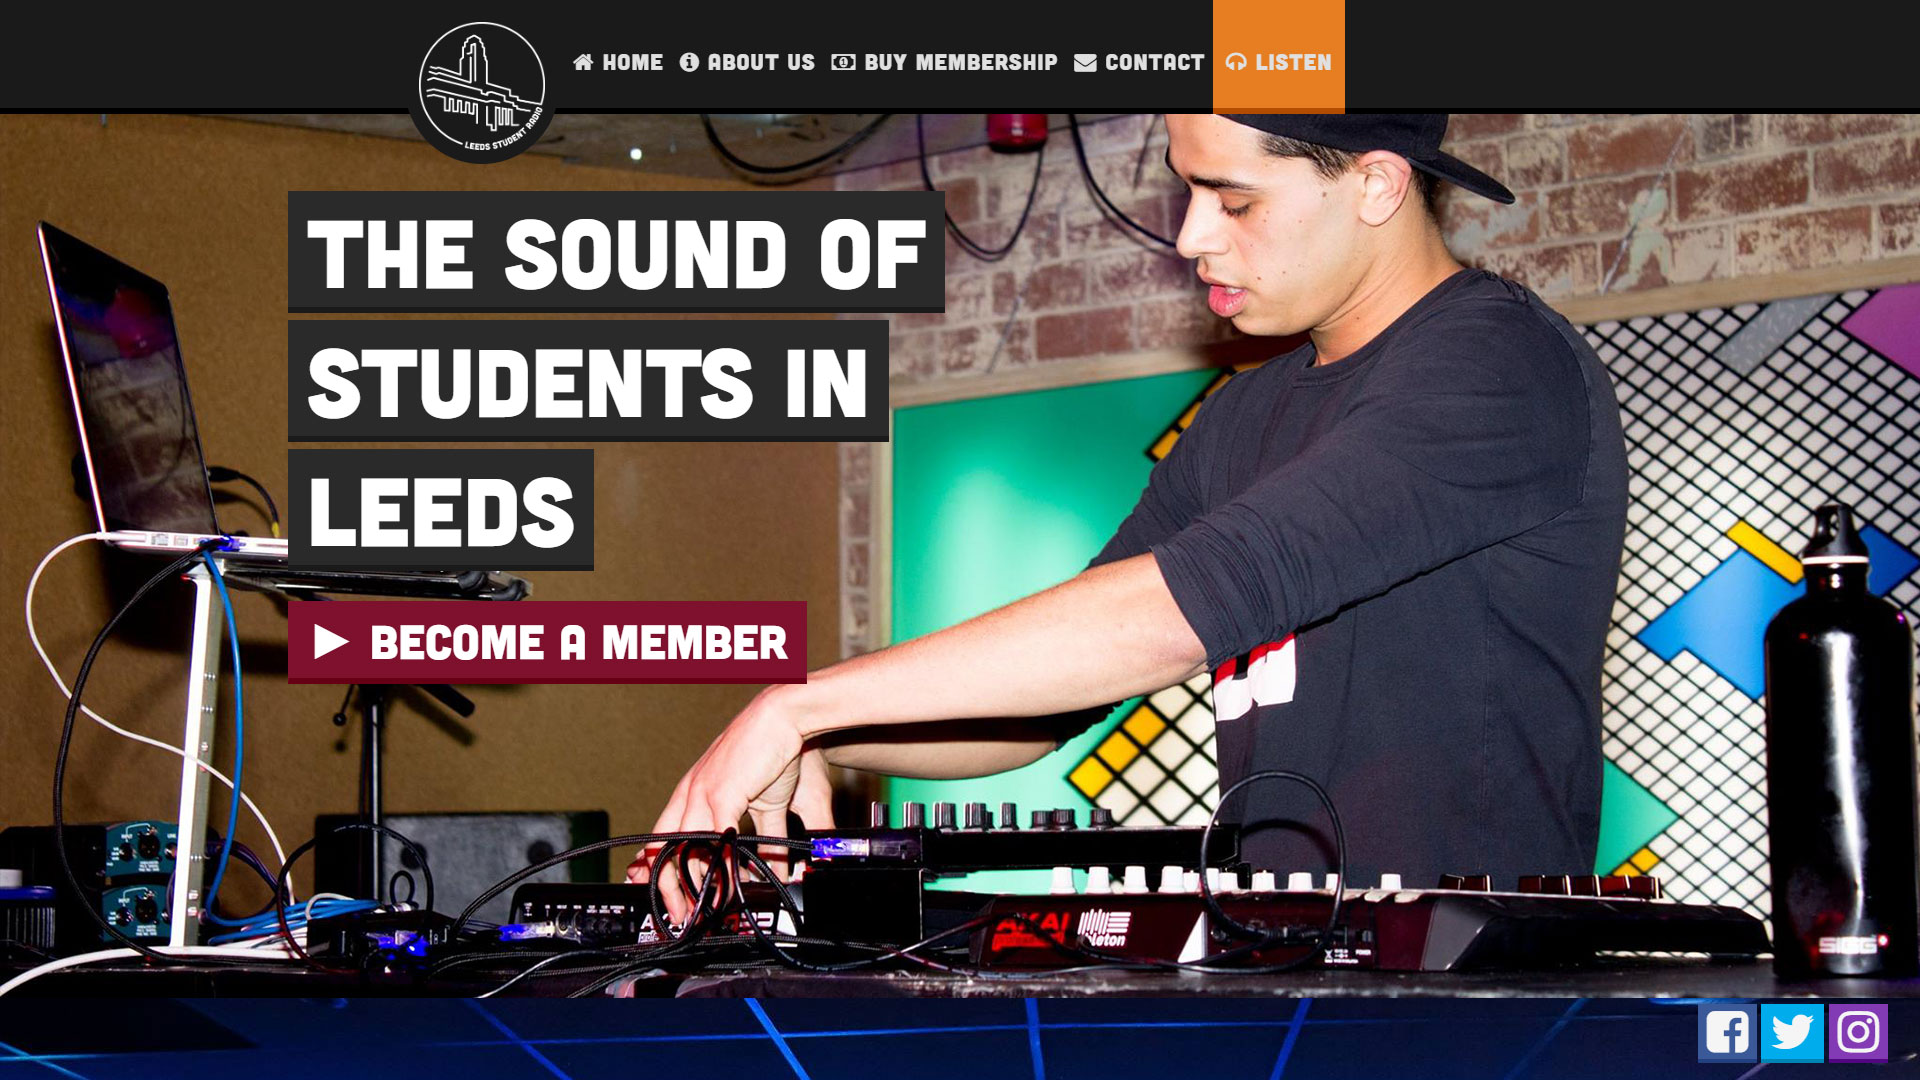 LEEDS STUDENT RADIO
HOME
ABOUT US
BUY MEMBERSHIP
CONTACT
LISTEN
THE SOUND OF
STUDENTS IN
LEEDS
BECOME A MEMBER
AKAI
SIGG